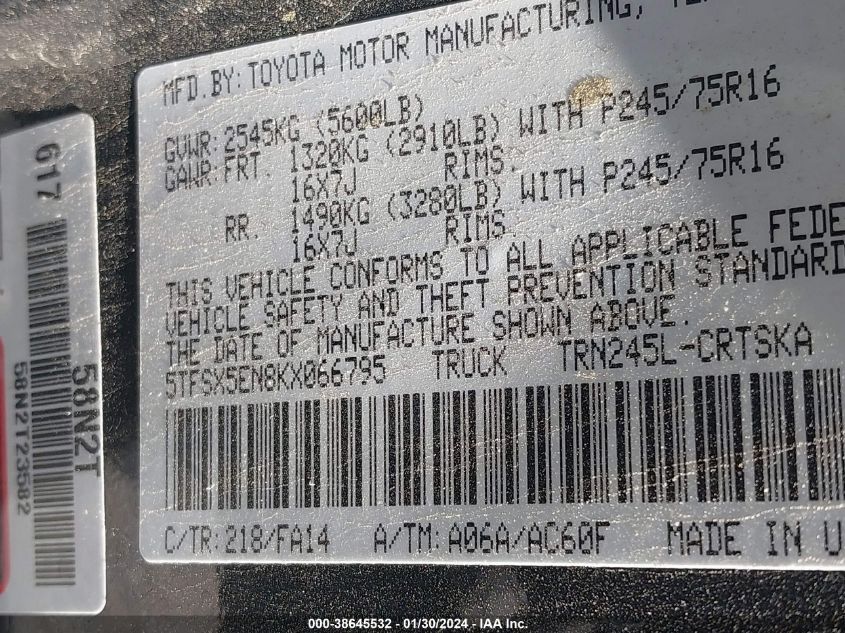 MFD.BY: TOYOTA MOTOR MANUFACTURING,
GVWR: 2545KG (5600LB)
GAWR: FRT. 1320KG (2910LB) WITH P245/75R16
16X7J RIMS.
RR. 1490KG (3280LB) WITH P245/75R16
16X7J RIMS
THIS VEHICLE CONFORMS TO ALL APPLICABLE FEDE
VEHICLE SAFETY AND THEFT PREVENTION STANDARD
THE DATE OF MANUFACTURE SHOWN ABOVE.
5TFSX5EN8KX066795 TRUCK TRN245L-CRTSKA
C/TR: 218/FA14 A/TM: A06A/AC60F MADE IN U
617
58N2T
58N2T23582
000-38645532 - 01/30/2024 - IAA Inc.